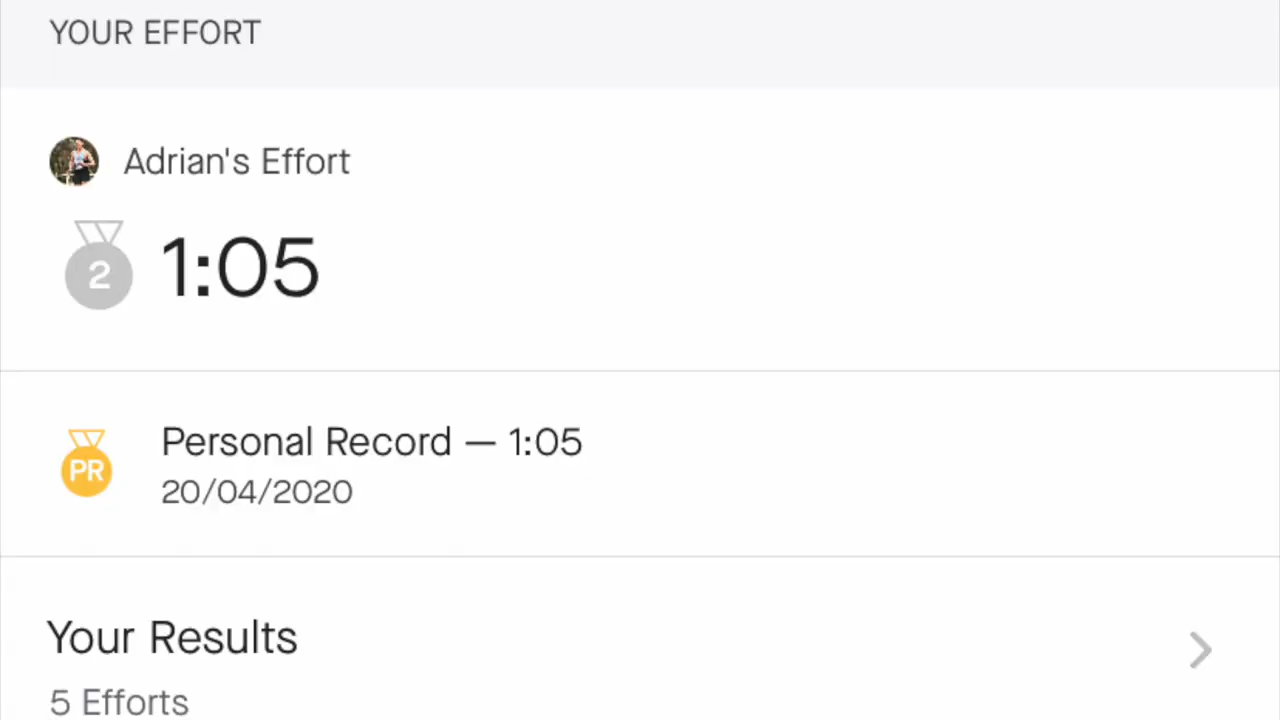 YOUR EFFORT
Adrian's Effort
2
1:05
PR
Personal Record — 1:05
20/04/2020
Your Results
5 Efforts